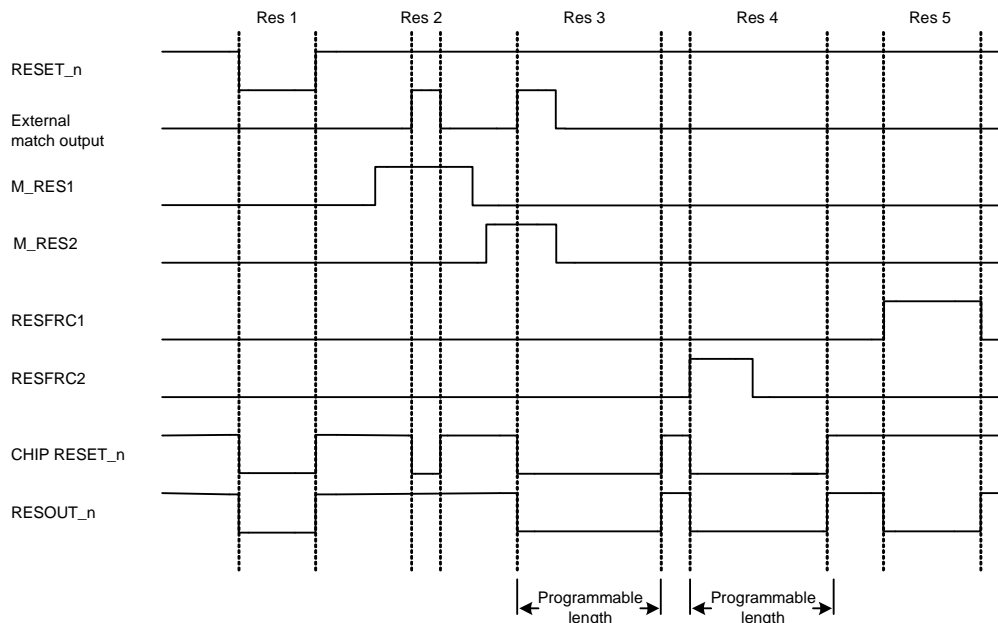 Res 1 Res 2 Res 3 Res 4 Res 5
RESET_n
External
match output
M_RES1
M_RES2
RESFRC1
RESFRC2
CHIP RESET_n
RESOUT_n
Programmable
length
Programmable
length